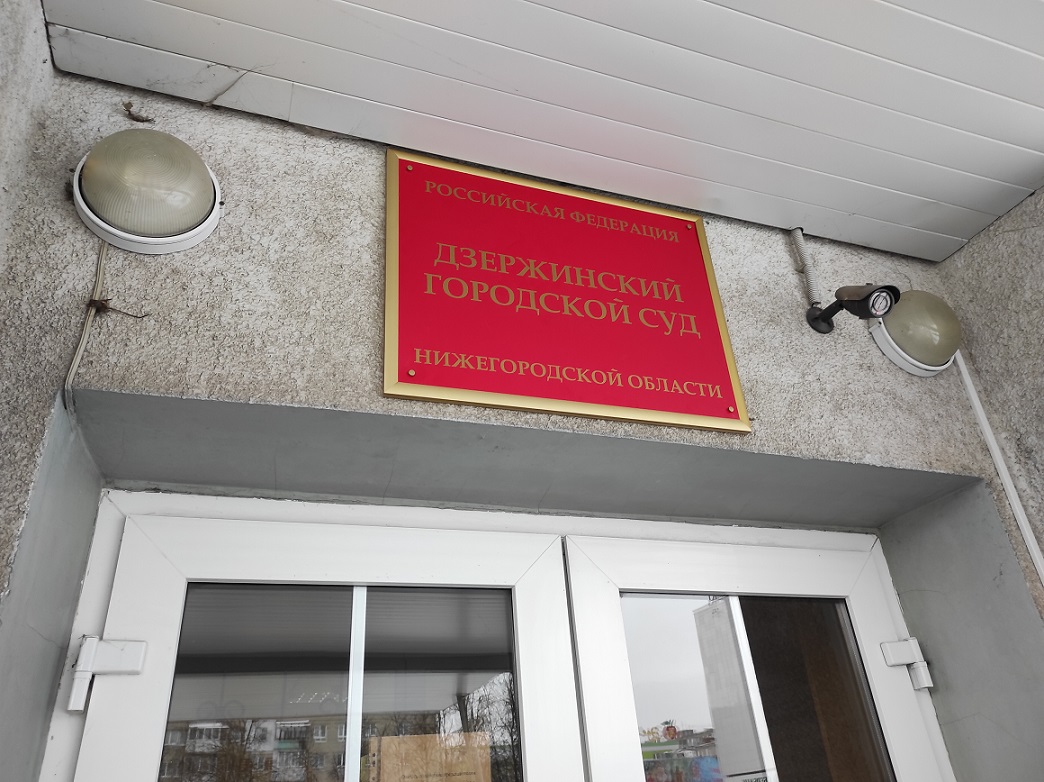 РОССИЙСКАЯ ФЕДЕРАЦИЯ
ДЗЕРЖИНСКИЙ
ГОРОДСКОЙ СУД
НИЖЕГОРОДСКОЙ ОБЛАСТИ